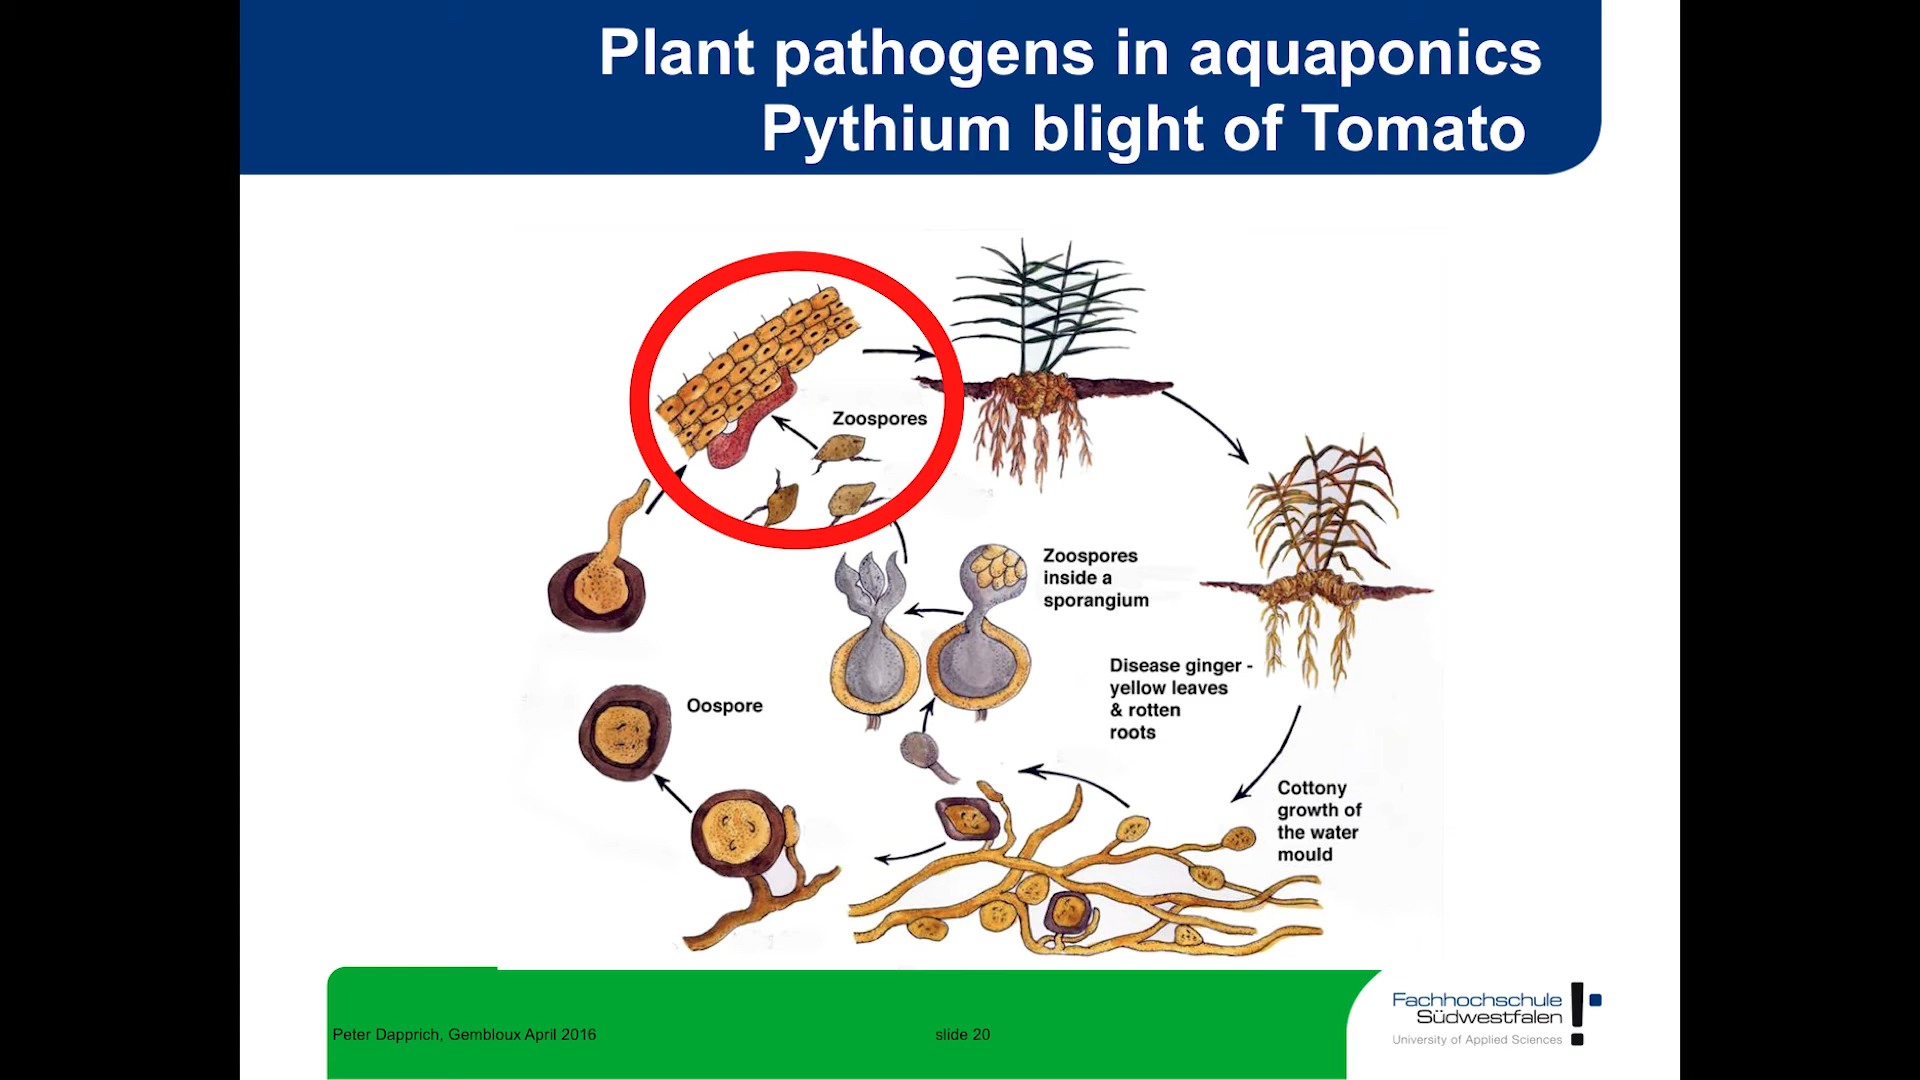 Plant pathogens in aquaponics
Pythium blight of Tomato
Zoospores
Zoospores
inside a
sporangium
Disease ginger -
yellow leaves
& rotten
roots
Oospore
Cottony
growth of
the water
mould
Peter Dapprich, Gembloux April 2016
slide 20
Fachhochschule
Südwestfalen
University of Applied Sciences